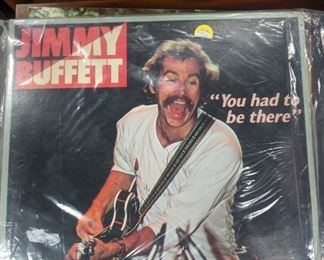 JIMMY
BUFFETT
"You had to
be there"